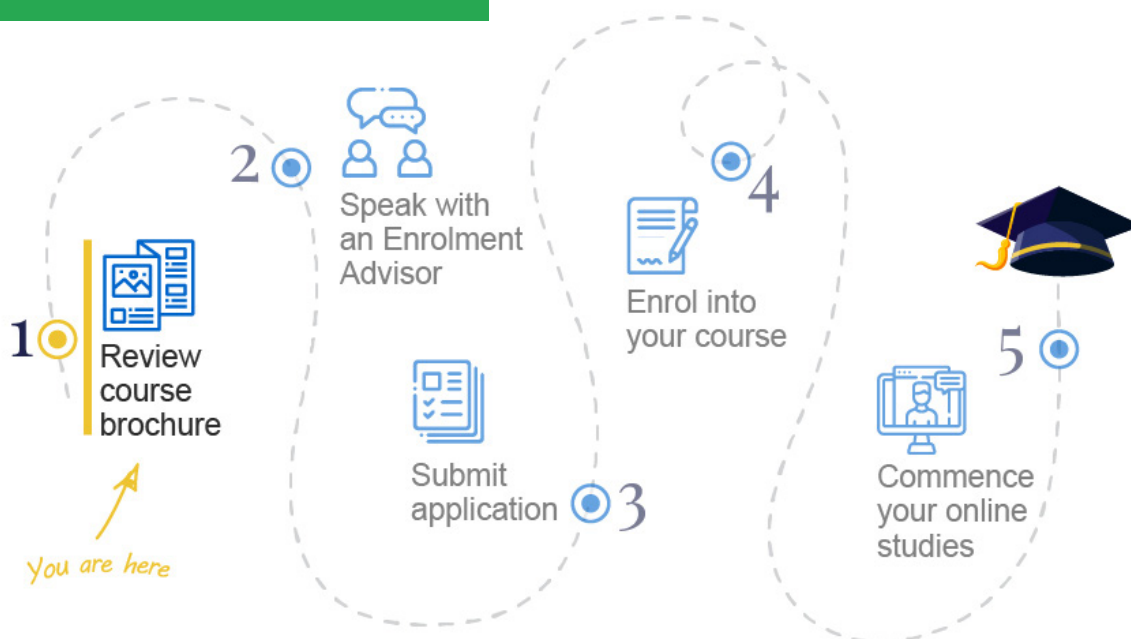 1
Review
course
brochure
You are here
2
Speak with
an Enrolment
Advisor
Submit
application
3
4
Enrol into
your course
5
Commence
your online
studies